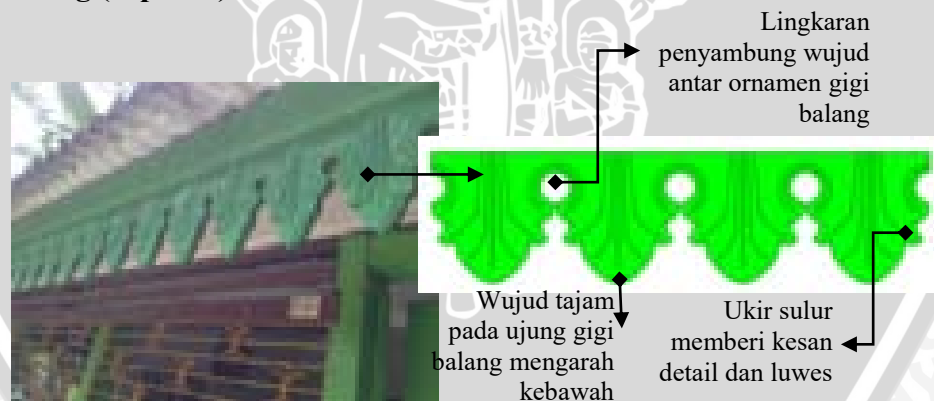 Lingkaran
penyambung wujud
antar ornamen gigi
balang
Wujud tajam
pada ujung gigi
balang mengarah
kebawah
Ukir sulur
memberi kesan
detail dan luwes